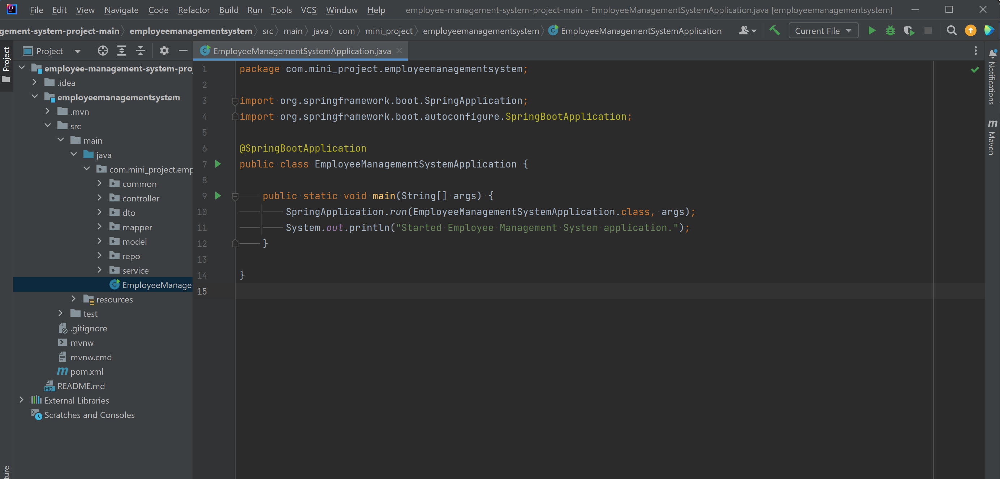 File Edit View Navigate Code Refactor Build Run Tools VCS Window Help employee-management-system-project-main - EmployeeManagementSystemApplication.java [employeemanagementsystem]
gement-system-project-main employeemanagementsystem src main java com mini_project employeemanagementsystem EmployeeManagementSystemApplication Current File
Project
Project
EmployeeManagementSystemApplication.java
employee-management-system-pro
.idea
employeemanagementsystem
.mvn
src
main
java
com.mini_project.emp
common
controller
dto
mapper
model
repo
service
EmployeeManage
resources
test
.gitignore
mvnw
mvnw.cmd
pom.xml
README.md
External Libraries
Scratches and Consoles
ture
1 package com.mini_project.employeemanagementsystem;
2
3 import org.springframework.boot.SpringApplication;
4 import org.springframework.boot.autoconfigure.SpringBootApplication;
5
6 @SpringBootApplication
7 public class EmployeeManagementSystemApplication {
8
9 public static void main(String[] args) {
10 SpringApplication.run(EmployeeManagementSystemApplication.class, args);
11 System.out.println("Started Employee Management System application.");
12 }
13
14 }
15
Notifications
Maven